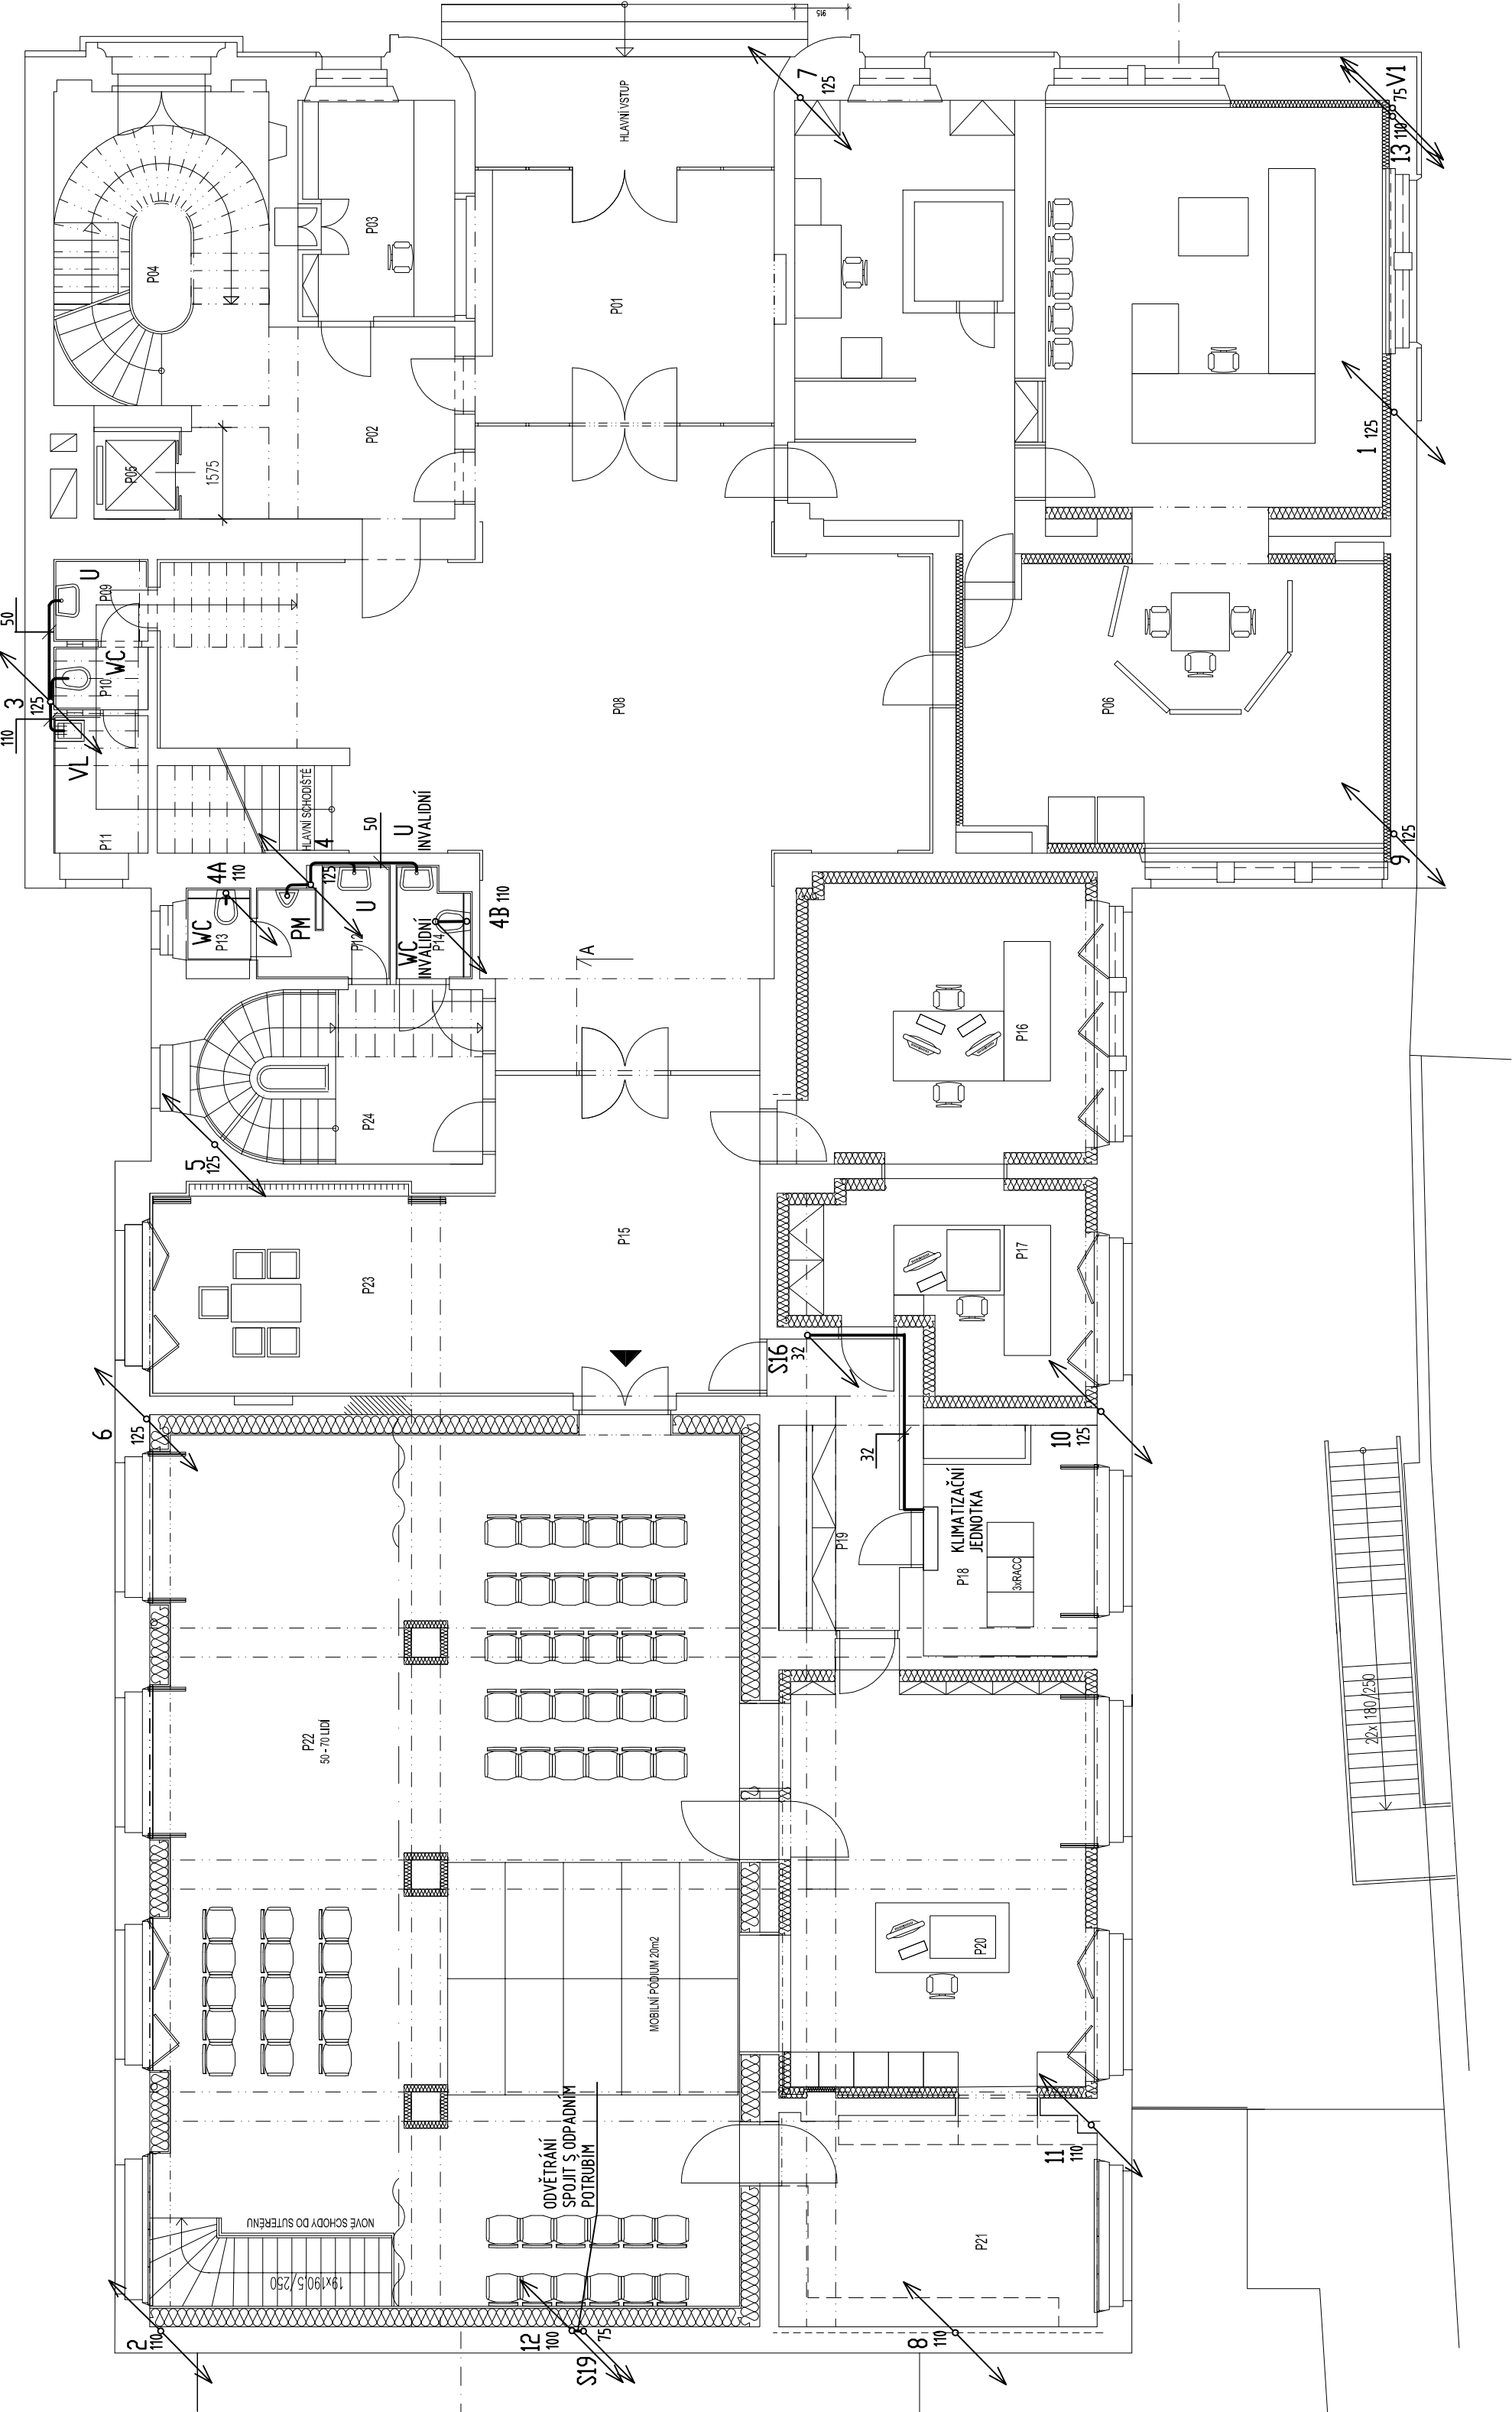 915
HLAVNÍ VSTUP
7
125
V1
75
110
13
P03
P04
P01
P02
P05
1575
1
125
50
U
P09
WC
P10
3
125
110
VL
P11
P08
P06
HLAVNÍ SCHODIŠTĚ
4
125
50
U
INVALIDNÍ
9
125
4A
110
WC
P13
PM
U
P12
WC
INVALIDNÍ
P14
4B 110
A
P16
P24
5
125
P23
P15
P17
S16
32
6
125
32
10
125
KLIMATIZAČNÍ
JEDNOTKA
P19
P18
3xRACC
P22
50 - 70 LIDÍ
22x 180/250
P20
MOBILNÍ PÓDIUM 20m2
11
110
ODVĚTRÁNÍ
SPOJIT S ODPADNÍM
POTRUBÍM
NOVÉ SCHODY DO SUTERÉNU
19x190,5/250
P21
2
110
12
100
75
S19
8
110